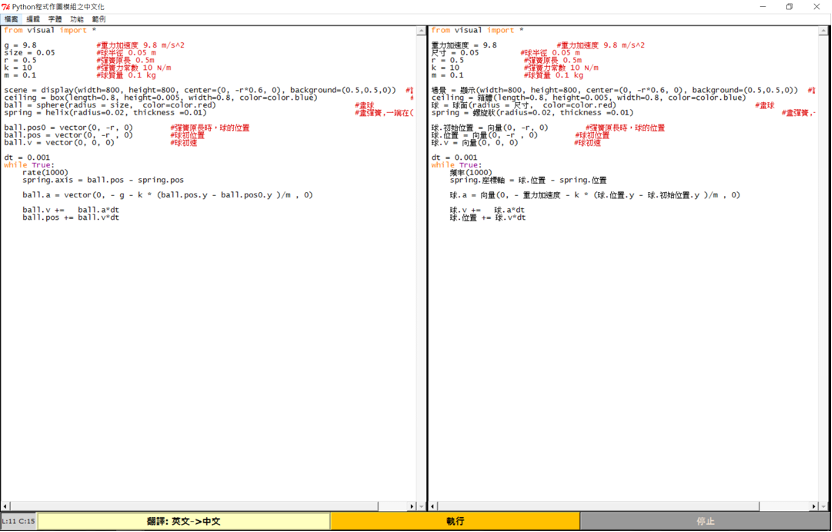 Python程式作圖模組之中文化
檔案 編輯 字體 功能 範例
from visual import *
g = 9.8 #重力加速度 9.8 m/s^2
size = 0.05 #球半徑 0.05 m
r = 0.5 #彈簧原長 0.5m
k = 10 #彈簧力常數 10 N/m
m = 0.1 #球質量 0.1 kg
scene = display(width=800, height=800, center=(0, -r*0.6, 0), background=(0.5,0.5,0)) #
ceiling = box(length=0.8, height=0.005, width=0.8, color=color.blue) #
ball = sphere(radius = size, color=color.red) #畫球
spring = helix(radius=0.02, thickness =0.01) #畫彈簧,一端在(
ball.pos0 = vector(0, -r, 0) #彈簧原長時，球的位置
ball.pos = vector(0, -r , 0) #球初位置
ball.v = vector(0, 0, 0) #球初速
dt = 0.001
while True:
rate(1000)
spring.axis = ball.pos - spring.pos
ball.a = vector(0, - g - k * (ball.pos.y - ball.pos0.y )/m , 0)
ball.v += ball.a*dt
ball.pos += ball.v*dt
from visual import *
重力加速度 = 9.8 #重力加速度 9.8 m/s^2
尺寸 = 0.05 #球半徑 0.05 m
r = 0.5 #彈簧原長 0.5m
k = 10 #彈簧力常數 10 N/m
m = 0.1 #球質量 0.1 kg
場景 = 顯示(width=800, height=800, center=(0, -r*0.6, 0), background=(0.5,0.5,0)) #
ceiling = 箱體(length=0.8, height=0.005, width=0.8, color=color.blue)
球 = 球面(radius = 尺寸, color=color.red) #畫球
spring = 螺旋狀(radius=0.02, thickness =0.01) #畫彈簧,
球.初始位置 = 向量(0, -r, 0) #彈簧原長時，球的位置
球.位置 = 向量(0, -r , 0) #球初位置
球.v = 向量(0, 0, 0) #球初速
dt = 0.001
while True:
頻率(1000)
spring.座標軸 = 球.位置 - spring.位置
球.a = 向量(0, - 重力加速度 - k * (球.位置.y - 球.初始位置.y )/m , 0)
球.v += 球.a*dt
球.位置 += 球.v*dt
L:11 C:15 翻譯: 英文->中文 執行 停止